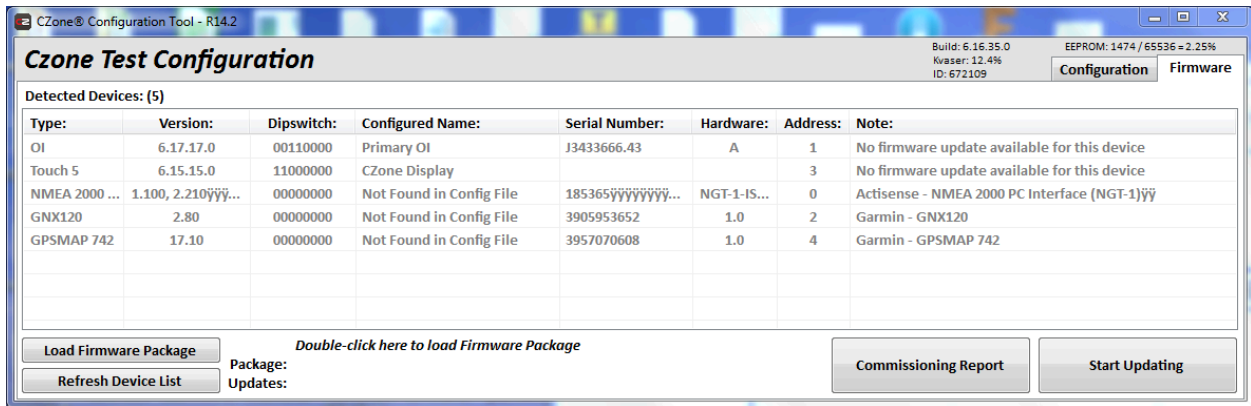 CZone® Configuration Tool - R14.2
Czone Test Configuration
Build: 6.16.35.0
Kvaser: 12.4%
ID: 672109
EEPROM: 1474 / 65536 = 2.25%
Configuration Firmware
Detected Devices: (5)
Type: Version: Dipswitch: Configured Name: Serial Number: Hardware: Address: Note:
OI 6.17.17.0 00110000 Primary OI J3433666.43 A 1 No firmware update available for this device
Touch 5 6.15.15.0 11000000 CZone Display 3 No firmware update available for this device
NMEA 2000 ... 1.100, 2.210ÿÿÿ... 00000000 Not Found in Config File 185365ÿÿÿÿÿÿÿÿ... NGT-1-IS... 0 Actisense - NMEA 2000 PC Interface (NGT-1)ÿÿ
GNX120 2.80 00000000 Not Found in Config File 3905953652 1.0 2 Garmin - GNX120
GPSMAP 742 17.10 00000000 Not Found in Config File 3957070608 1.0 4 Garmin - GPSMAP 742
Load Firmware Package
Double-click here to load Firmware Package
Package:
Refresh Device List
Updates:
Commissioning Report
Start Updating